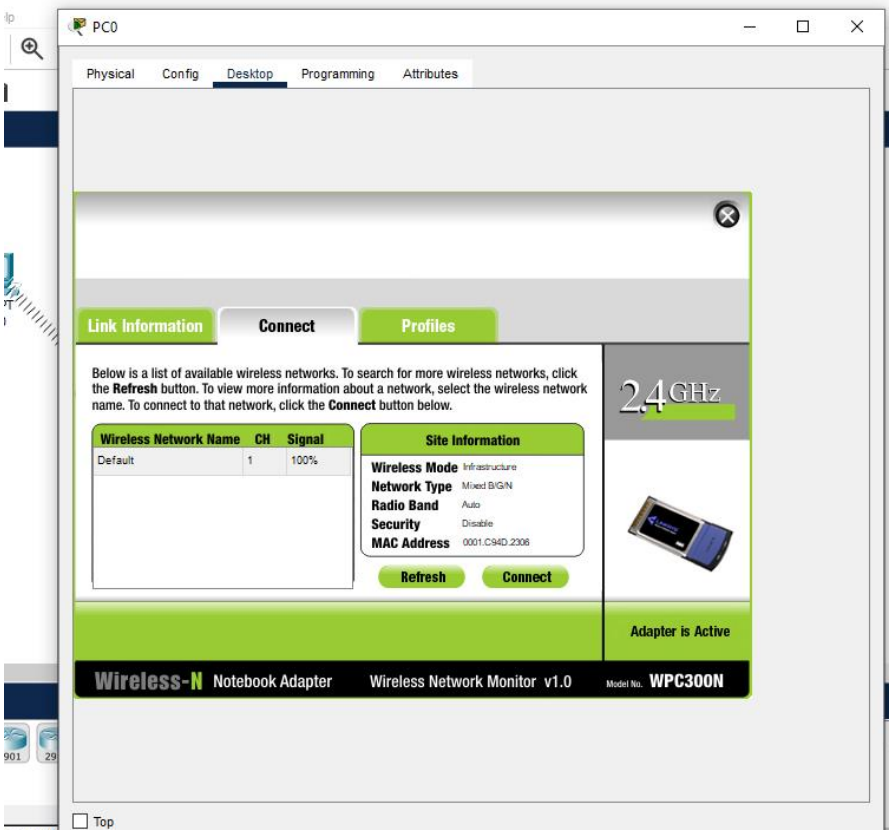 PC0
Physical Config Desktop Programming Attributes
Link Information Connect Profiles
Below is a list of available wireless networks. To search for more wireless networks, click
the Refresh button. To view more information about a network, select the wireless network
name. To connect to that network, click the Connect button below.
2.4GHz
Wireless Network Name CH Signal
Default 1 100%
Site Information
Wireless Mode Infrastructure
Network Type Mixed B/G/N
Radio Band Auto
Security Disable
MAC Address 0001.C94D.2306
Refresh Connect
Adapter is Active
Wireless-N Notebook Adapter Wireless Network Monitor v1.0 Model No. WPC300N
901 29
Top